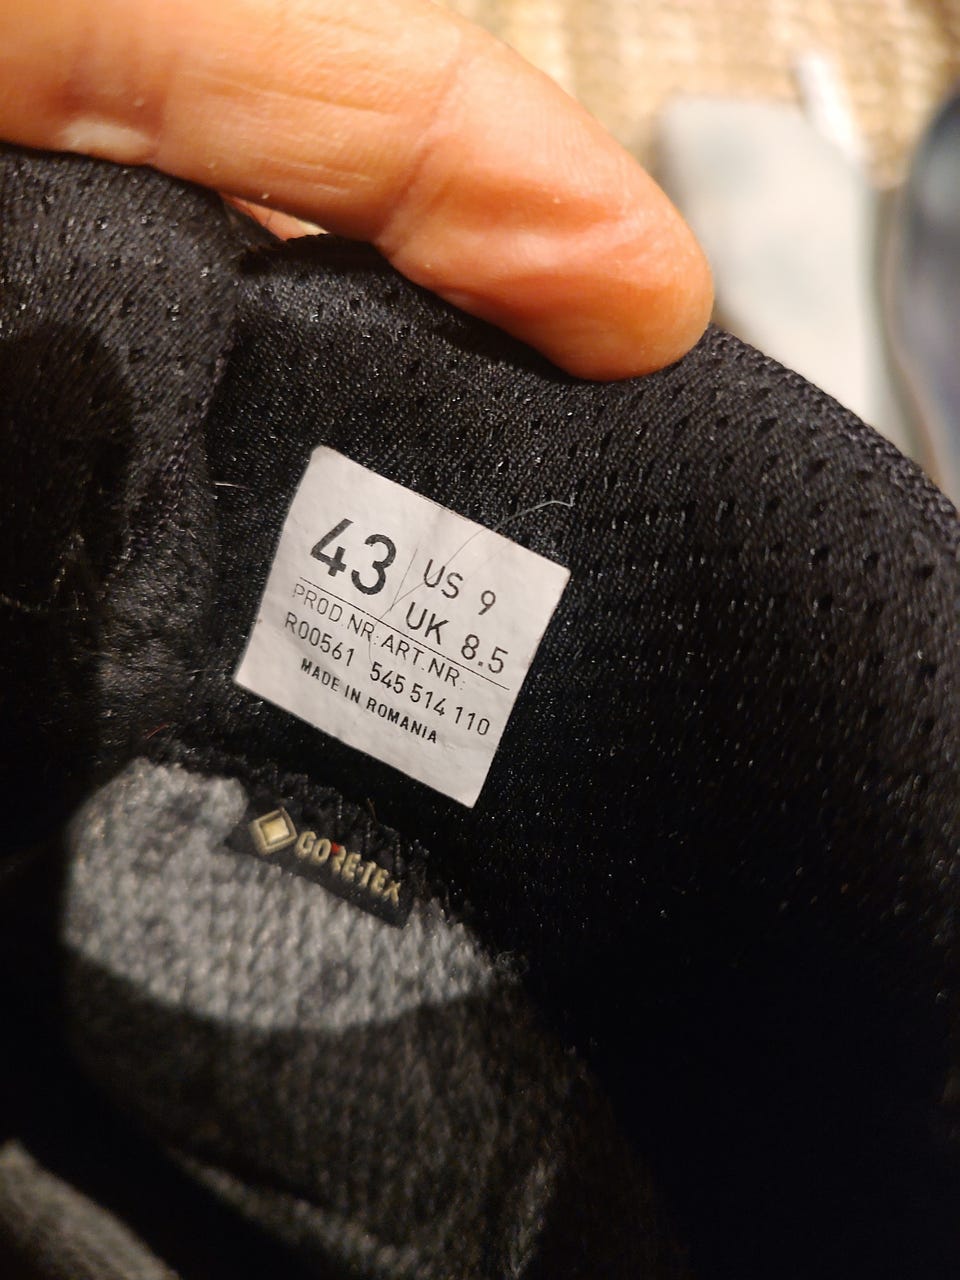 43
US 9
UK 8.5
PROD.NR: ART.NR:
R00561 545 514 110
MADE IN ROMANIA
GORE-TEX